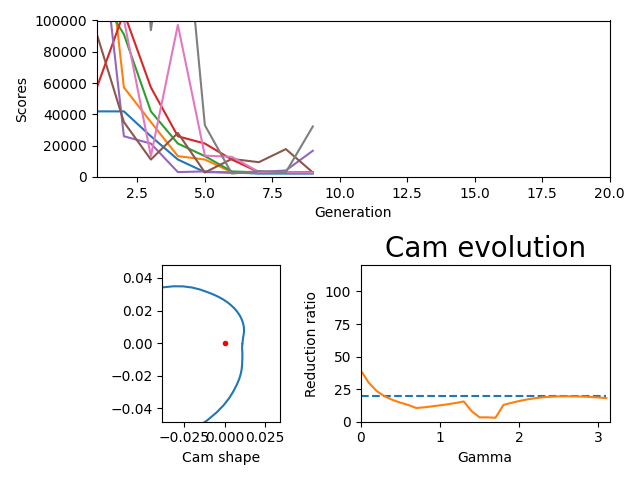 100000
80000
60000
40000
20000
0
Scores
2.5 5.0 7.5 10.0 12.5 15.0 17.5 20.0
Generation
Cam evolution
0.04
0.02
0.00
−0.02
−0.04
−0.025 0.000 0.025
Cam shape
100
75
50
25
0
Reduction ratio
0 1 2 3
Gamma